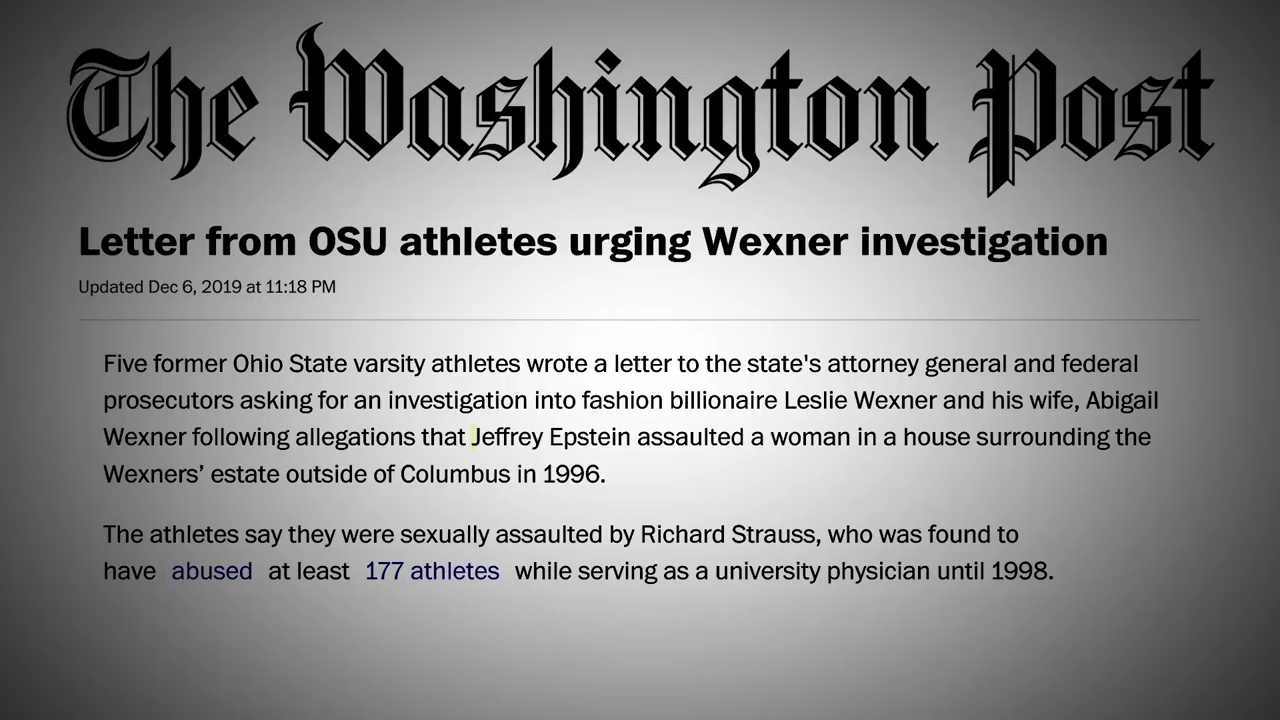 The Washington Post
Letter from OSU athletes urging Wexner investigation
Updated Dec 6, 2019 at 11:18 PM
Five former Ohio State varsity athletes wrote a letter to the state's attorney general and federal
prosecutors asking for an investigation into fashion billionaire Leslie Wexner and his wife, Abigail
Wexner following allegations that Jeffrey Epstein assaulted a woman in a house surrounding the
Wexners’ estate outside of Columbus in 1996.
The athletes say they were sexually assaulted by Richard Strauss, who was found to
have abused at least 177 athletes while serving as a university physician until 1998.